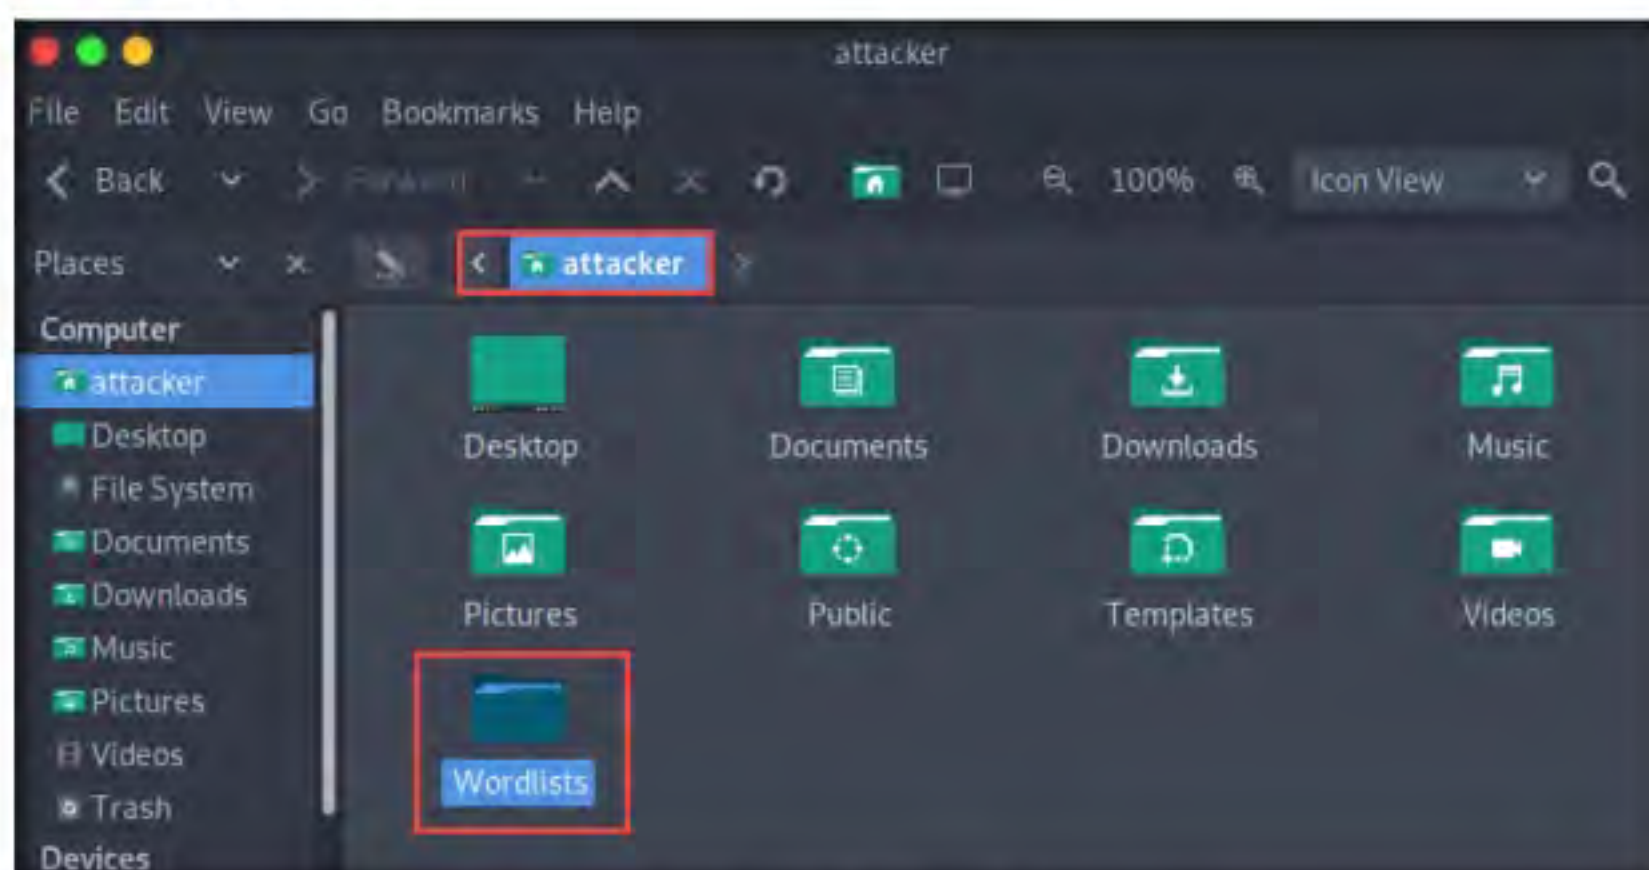 attacker
File Edit View Go Bookmarks Help
Back Forward 100% Icon View
Places attacker
Computer
attacker
Desktop
File System
Documents
Downloads
Music
Pictures
Videos
Trash
Devices
Desktop Documents Downloads Music
Pictures Public Templates Videos
Wordlists